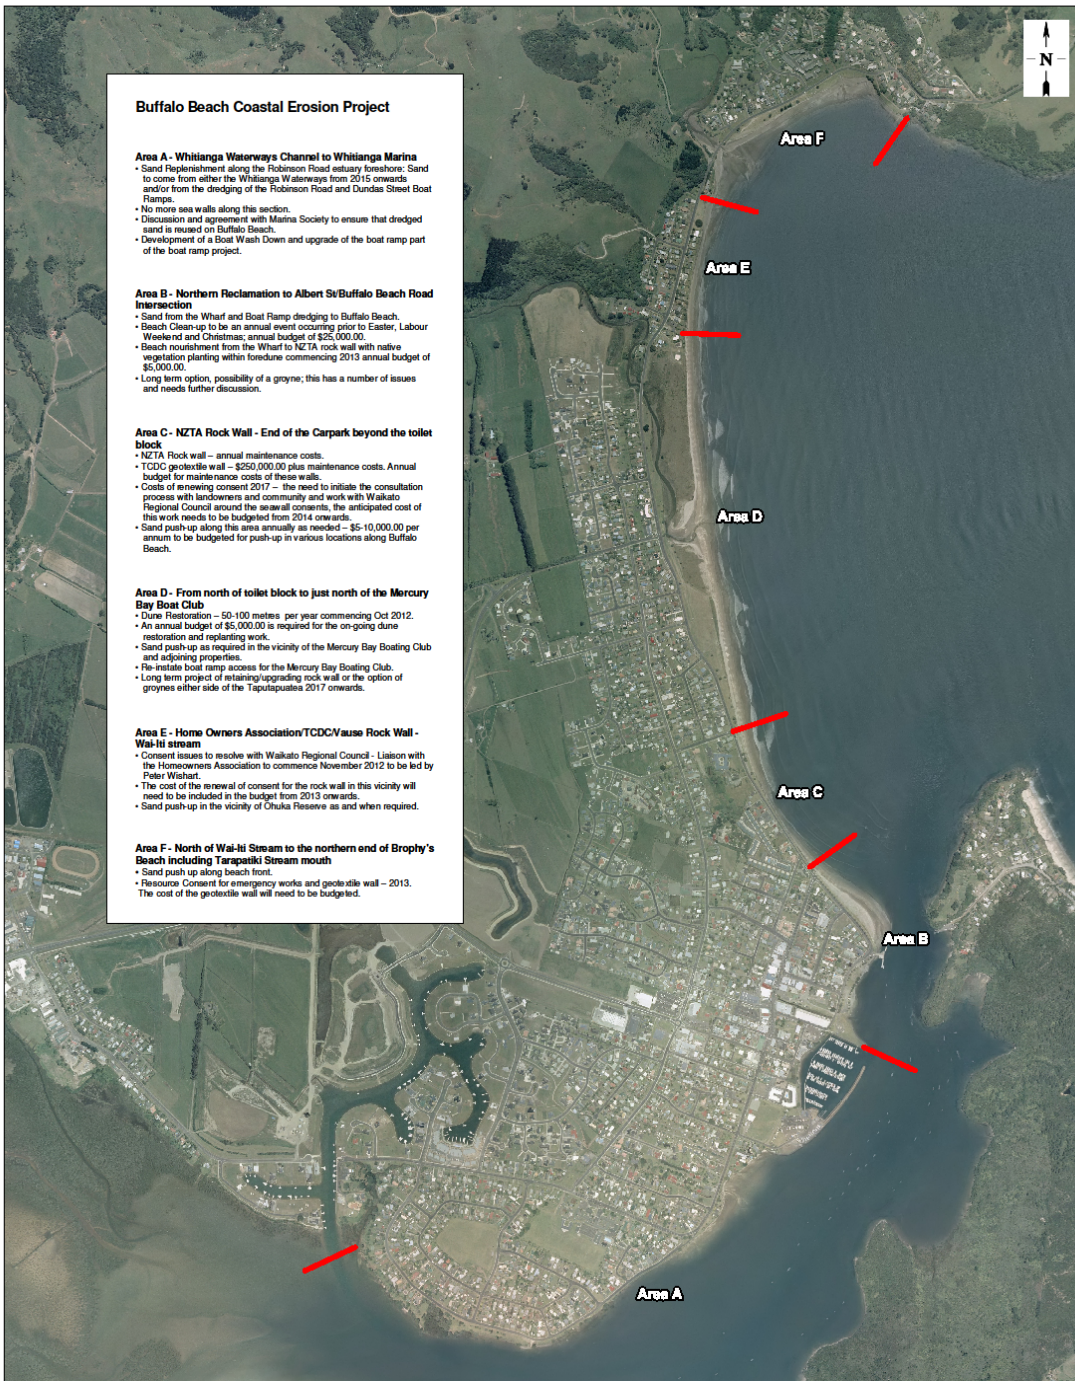 Buffalo Beach Coastal Erosion Project
Area A - Whitianga Waterways Channel to Whitianga Marina
• Sand Replenishment along the Robinson Road estuary foreshore: Sand
to come from either the Whitianga Waterways from 2015 onwards
and/or from the dredging of the Robinson Road and Dundas Street Boat
Ramps.
• No more sea walls along this section.
• Discussion and agreement with Marina Society to ensure that dredged
sand is reused on Buffalo Beach.
• Development of a Boat Wash Down and upgrade of the boat ramp part
of the boat ramp project.
Area B - Northern Reclamation to Albert St/Buffalo Beach Road
Intersection
• Sand from the Wharf and Boat Ramp dredging to Buffalo Beach.
• Beach Clean-up to be an annual event occurring prior to Easter, Labour
Weekend and Christmas; annual budget of $25,000.00.
• Beach nourishment from the Wharf to NZTA rock wall with native
vegetation planting within foredune commencing 2013 annual budget of
$5,000.00.
• Long term option, possibility of a groyne; this has a number of issues
and needs further discussion.
Area C - NZTA Rock Wall - End of the Carpark beyond the toilet
block
• NZTA Rock wall – annual maintenance costs.
• TCDC geotextile wall – $250,000.00 plus maintenance costs. Annual
budget for maintenance costs of these walls.
• Costs of renewing consent 2017 – the need to initiate the consultation
process with landowners and community and work with Waikato
Regional Council around the seawall consents, the anticipated cost of
this work needs to be budgeted from 2014 onwards.
• Sand push-up along this area annually as needed – $5-10,000.00 per
annum to be budgeted for push-up in various locations along Buffalo
Beach.
Area D - From north of toilet block to just north of the Mercury
Bay Boat Club
• Dune Restoration – 50-100 metres per year commencing Oct 2012.
• An annual budget of $5,000.00 is required for the on-going dune
restoration and replanting work.
• Sand push-up as required in the vicinity of the Mercury Bay Boating Club
and adjoining properties.
• Re-instate boat ramp access for the Mercury Bay Boating Club.
• Long term project of retaining/upgrading rock wall or the option of
groynes either side of the Taputapuatea 2017 onwards.
Area E - Home Owners Association/TCDC/Vause Rock Wall -
Wai-Iti stream
• Consent issues to resolve with Waikato Regional Council - Liaison with
the Homeowners Association to commence November 2012 to be led by
Peter Wishart.
• The cost of the renewal of consent for the rock wall in this vicinity will
need to be included in the budget from 2013 onwards.
• Sand push-up in the vicinity of Ohuka Reserve as and when required.
Area F - North of Wai-Iti Stream to the northern end of Brophy's
Beach including Tarapatiki Stream mouth
• Sand push up along beach front.
• Resource Consent for emergency works and geotextile wall – 2013.
The cost of the geotextile wall will need to be budgeted.
N
Area F
Area E
Area D
Area C
Area B
Area A